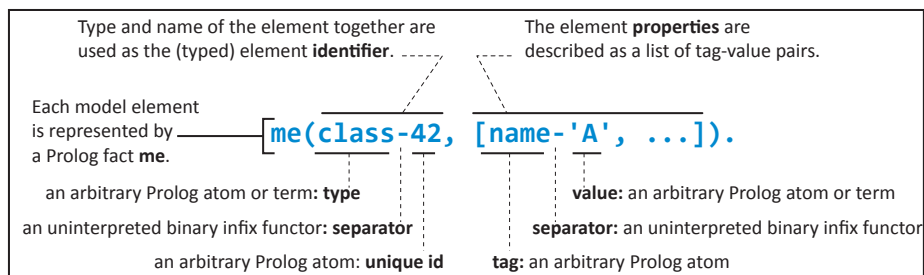 Type and name of the element together are
used as the (typed) element identifier.
The element properties are
described as a list of tag-value pairs.
Each model element
is represented by
a Prolog fact me.
me(class-42, [name-'A', ...]).
an arbitrary Prolog atom or term: type
value: an arbitrary Prolog atom or term
an uninterpreted binary infix functor: separator
separator: an uninterpreted binary infix functor
an arbitrary Prolog atom: unique id
tag: an arbitrary Prolog atom